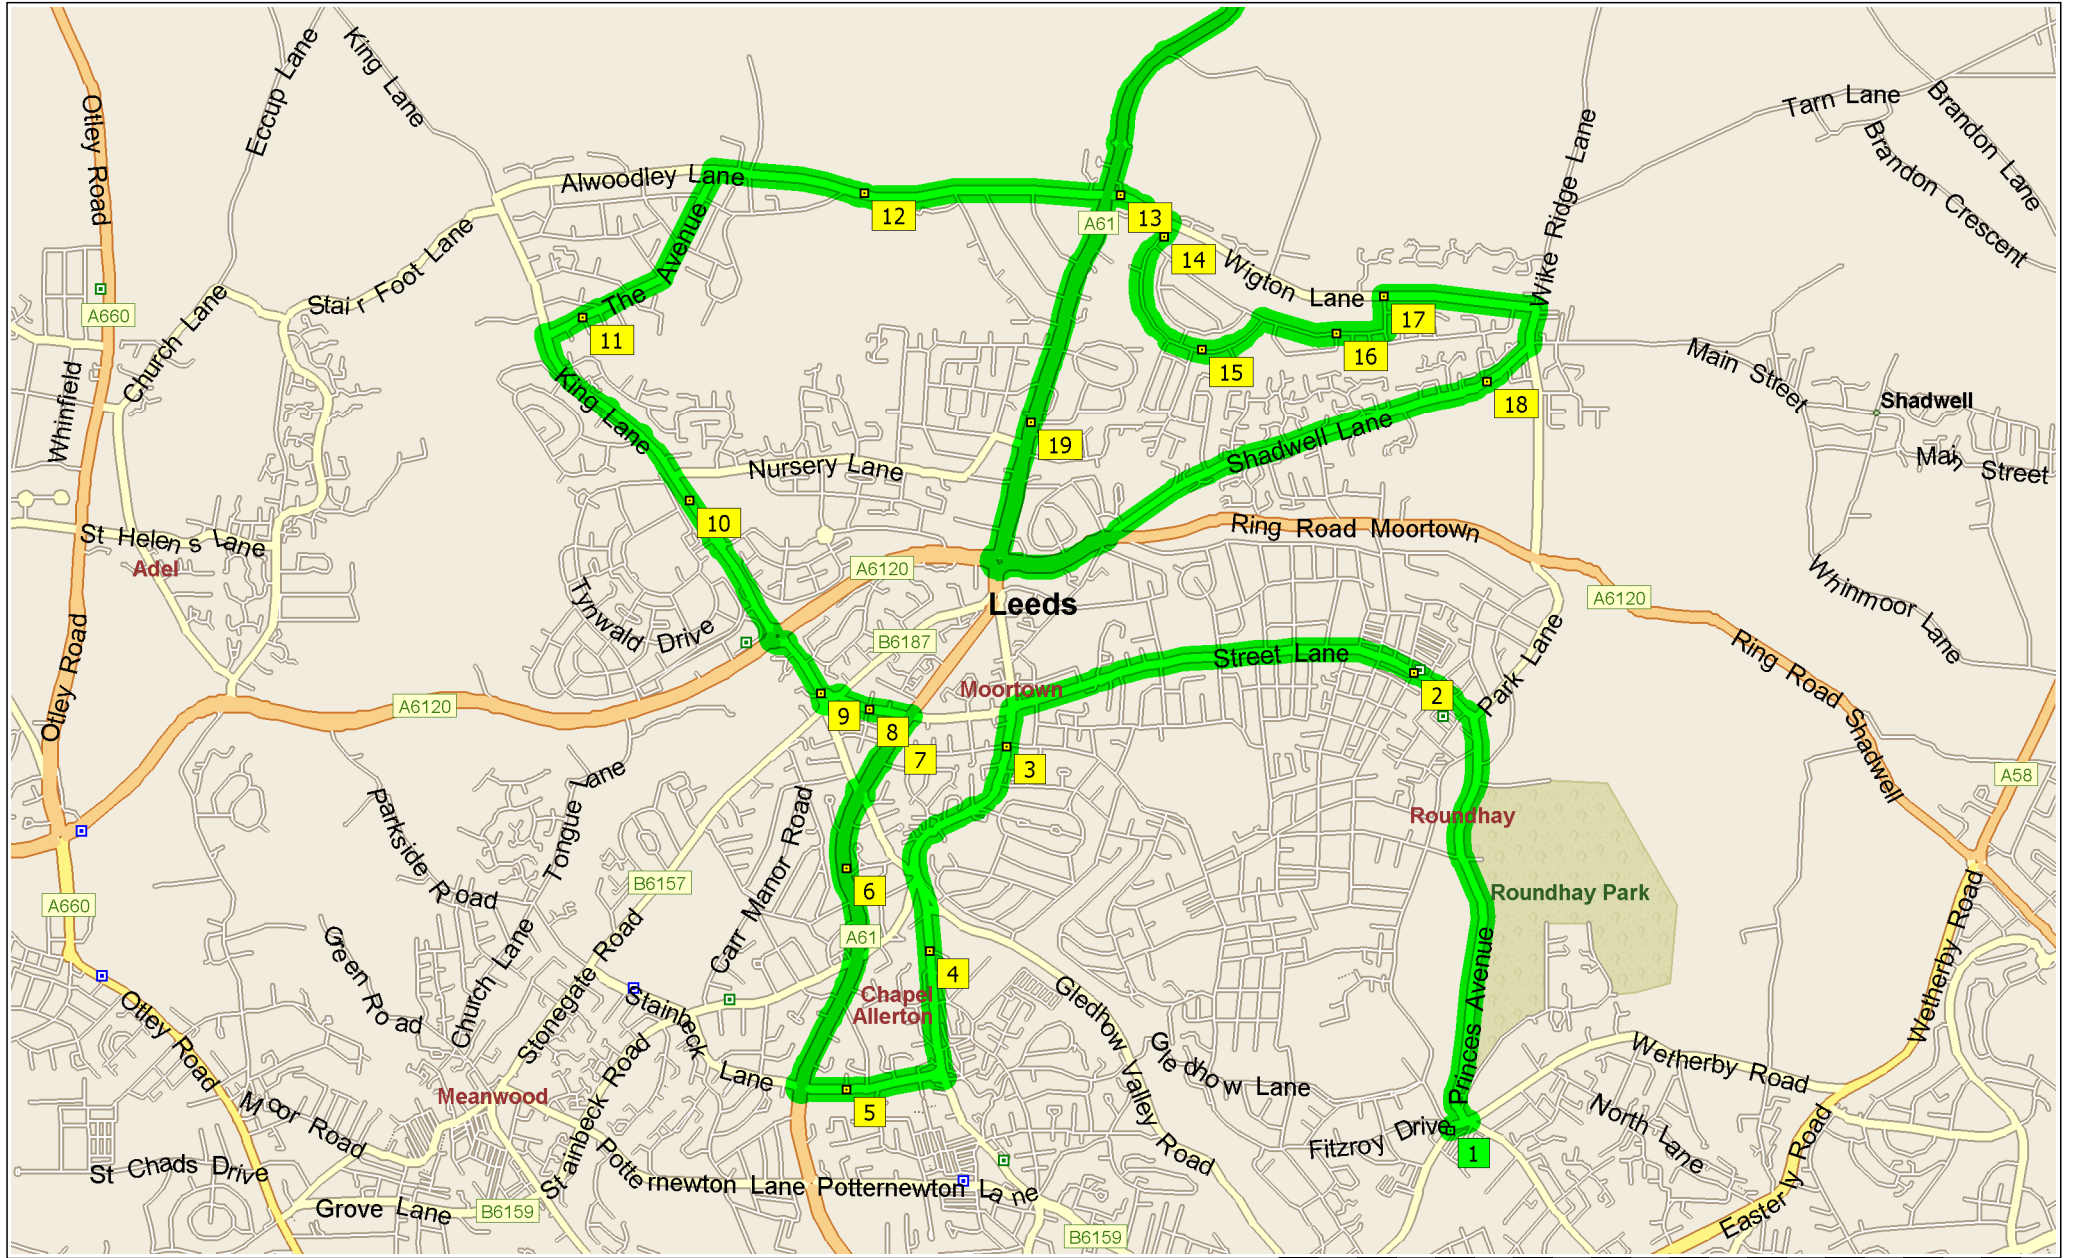 Otley Road
Eccup Lane
King Lane
Tarn Lane
Brandon Lane
Brandon Crescent
Wike Ridge Lane
Alwoodley Lane
12
A61
13
14
Wigton Lane
17
16
15
18
The Avenue
11
Stair Foot Lane
A660
Church Lane
Whinfield
King Lane
Main Street
Shadwell
Main Street
19
Shadwell Lane
Nursery Lane
10
Ring Road Moortown
St Helens Lane
Adel
A6120
Leeds
Tynwald Drive
B6187
A6120
Whinmoor Lane
Otley Road
Street Lane
Park Lane
Ring Road Shadwell
Moortown
2
A6120
9
8
7
3
A58
Tongue Lane
Parkside Road
Carr Manor Road
Roundhay
B6157
6
Roundhay Park
A660
Green Road
Church Lane
Stonegate Road
A61
4
Chapel
Allerton
Princes Avenue
Wetherby Road
Otley Road
Stainbeck Lane
Gledhow Valley Road
Gledhow Lane
Wetherby Road
Meanwood
Moor Road
Stainbeck Road
5
North Lane
Fitzroy Drive
1
St Chads Drive
Potternewton Lane
Potternewton Lane
Grove Lane
B6159
B6159
Easterly Road